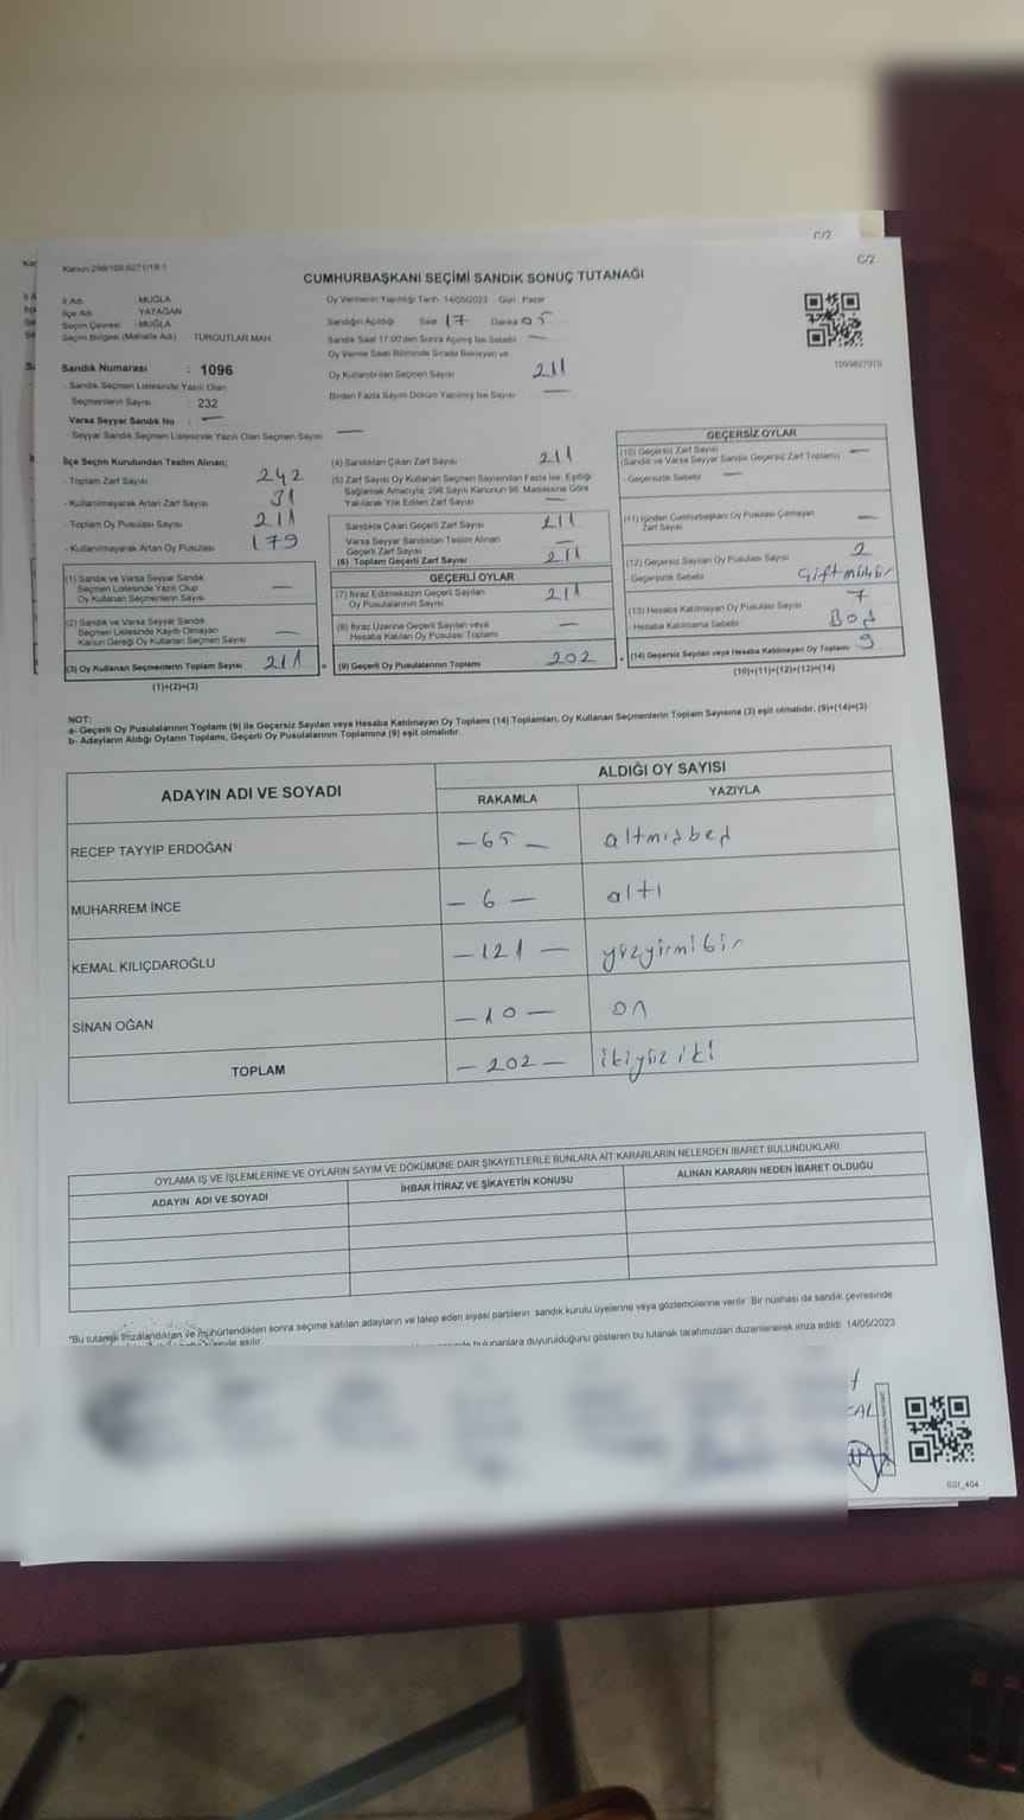 C/2
C/2
CUMHURBAŞKANI SEÇİMİ SANDIK SONUÇ TUTANAĞI
İl Adı : MUĞLA
İlçe Adı : YATAĞAN
Seçim Çevresi : MUĞLA
Seçim Bölgesi (Mahalle Adı) TURGUTLAR MAH.
Sandık Numarası : 1096
Sandık Seçmen Listesinde Yazılı Olan
Seçmenlerin Sayısı : 232
Varsa Seyyar Sandık No : —
Seyyar Sandık Seçmen Listesinde Yazılı Olan Seçmen Sayısı —
Oy Vermenin Yapıldığı Tarih 14/05/2023 Gün Pazar
Sandığın Açıldığı Saat 17 Dakika 05
Sandık Saat 17:00'den Sonra Açılmış İse Sebebi —
Oy Verme Saati Bitiminde Sırada Bekleyen ve
Oy Kullandırılan Seçmen Sayısı 211
Birden Fazla Sayım Döküm Yapılmış İse Sayısı —
1099827979
İlçe Seçim Kurulundan Teslim Alınan;
- Toplam Zarf Sayısı 242
- Kullanılmayarak Artan Zarf Sayısı 31
- Toplam Oy Pusulası Sayısı 211
- Kullanılmayarak Artan Oy Pusulası 179
(1) Sandık ve Varsa Seyyar Sandık
Seçmen Listesinde Yazılı Olup
Oy Kullanan Seçmenlerin Sayısı —
(2) Sandık ve Varsa Seyyar Sandık
Seçmen Listesinde Kayıtlı Olmayan
Kanun Gereği Oy Kullanan Seçmen Sayısı —
(3) Oy Kullanan Seçmenlerin Toplam Sayısı 211
(1)+(2)=(3)
(4) Sandıktan Çıkan Zarf Sayısı 211
(5) Zarf Sayısı Oy Kullanan Seçmen Sayısından Fazla İse, Eşitliği
Sağlamak Amacıyla 298 Sayılı Kanunun 98. Maddesine Göre
Yakılarak Yok Edilen Zarf Sayısı —
Sandıkta Çıkan Geçerli Zarf Sayısı 211
Varsa Seyyar Sandıktan Teslim Alınan
Geçerli Zarf Sayısı —
(6) Toplam Geçerli Zarf Sayısı 211
GEÇERLİ OYLAR
(7) İtiraz Edilmeksizin Geçerli Sayılan
Oy Pusulalarının Sayısı 211
(8) İtiraz Üzerine Geçerli Sayılan veya
Hesaba Katılan Oy Pusulası Toplamı —
(9) Geçerli Oy Pusulalarının Toplamı 202
GEÇERSİZ OYLAR
(10) Geçersiz Zarf Sayısı
(Sandık ve Varsa Seyyar Sandık Geçersiz Zarf Toplamı) —
- Geçersizlik Sebebi —
(11) İçinden Cumhurbaşkanı Oy Pusulası Çıkmayan
Zarf Sayısı —
(12) Geçersiz Sayılan Oy Pusulası Sayısı 2
Geçersizlik Sebebi Çift mühür
(13) Hesaba Katılmayan Oy Pusulası Sayısı 7
Hesaba Katılmama Sebebi Boş
(14) Geçersiz Sayılan veya Hesaba Katılmayan Oy Toplamı 9
(10)+(11)+(12)+(13)=(14)
NOT:
a- Geçerli Oy Pusulalarının Toplamı (9) ile Geçersiz Sayılan veya Hesaba Katılmayan Oy Toplamı (14) Toplamları, Oy Kullanan Seçmenlerin Toplam Sayısına (3) eşit olmalıdır. (9)+(14)=(3)
b- Adayların Aldığı Oyların Toplamı, Geçerli Oy Pusulalarının Toplamına (9) eşit olmalıdır.
ADAYIN ADI VE SOYADI
ALDIĞI OY SAYISI
RAKAMLA YAZIYLA
RECEP TAYYIP ERDOĞAN — 65 — altmışbeş
MUHARREM İNCE — 6 — altı
KEMAL KILIÇDAROĞLU — 121 — yüzyirmibir
SİNAN OĞAN — 10 — on
TOPLAM — 202 — ikiyüziki
OYLAMA İŞ VE İŞLEMLERİNE VE OYLARIN SAYIM VE DÖKÜMÜNE DAİR ŞİKAYETLERLE BUNLARA AİT KARARLARIN NELERDEN İBARET BULUNDUKLARI
ADAYIN ADI VE SOYADI İHBAR İTİRAZ VE ŞİKAYETİN KONUSU ALINAN KARARIN NEDEN İBARET OLDUĞU
"Bu tutanak imzalandıktan ve mühürlendikten sonra seçime katılan adayların ve talep eden siyasi partilerin sandık kurulu üyelerine veya gözlemcilerine verilir. Bir nüshası da sandık çevresinde
bulunanlara duyurulduğunu gösteren bu tutanak tarafımızdan düzenlenerek imza edildi. 14/05/2023